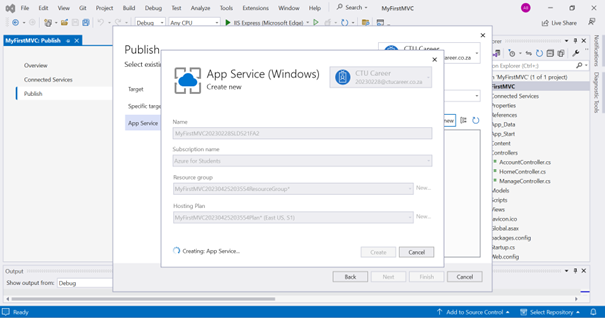 File Edit View Git Project Build Debug Test Analyze Tools Extensions Window Help Search MyFirstMVC
Debug Any CPU IIS Express (Microsoft Edge) Live Share
MyFirstMVC: Publish
Overview
Connected Services
Publish
Publish
Select existin
Target
Specific targe
App Service
CTU Career
career.co.za
App Service (Windows)
Create new
CTU Career
20230229@ctucareer.co.za
Name
Subscription name
Azure for Students
Resource group
MyFirstMVC20230425203554ResourceGroup*
New...
Hosting Plan
MyFirstMVC20230425203554Plan* (East US, S1)
New...
Creating: App Service...
Create Cancel
Back Next Finish Cancel
Explorer (Ctrl+;)
'MyFirstMVC' (1 of 1 project)
FirstMVC
Connected Services
Properties
References
App_Data
App_Start
Content
Controllers
AccountController.cs
HomeController.cs
ManageController.cs
Models
Scripts
Views
favicon.ico
Global.asax
packages.config
Startup.cs
Web.config
Notifications
Diagnostic Tools
Output
Show output from: Debug
Ready Add to Source Control Select Repository